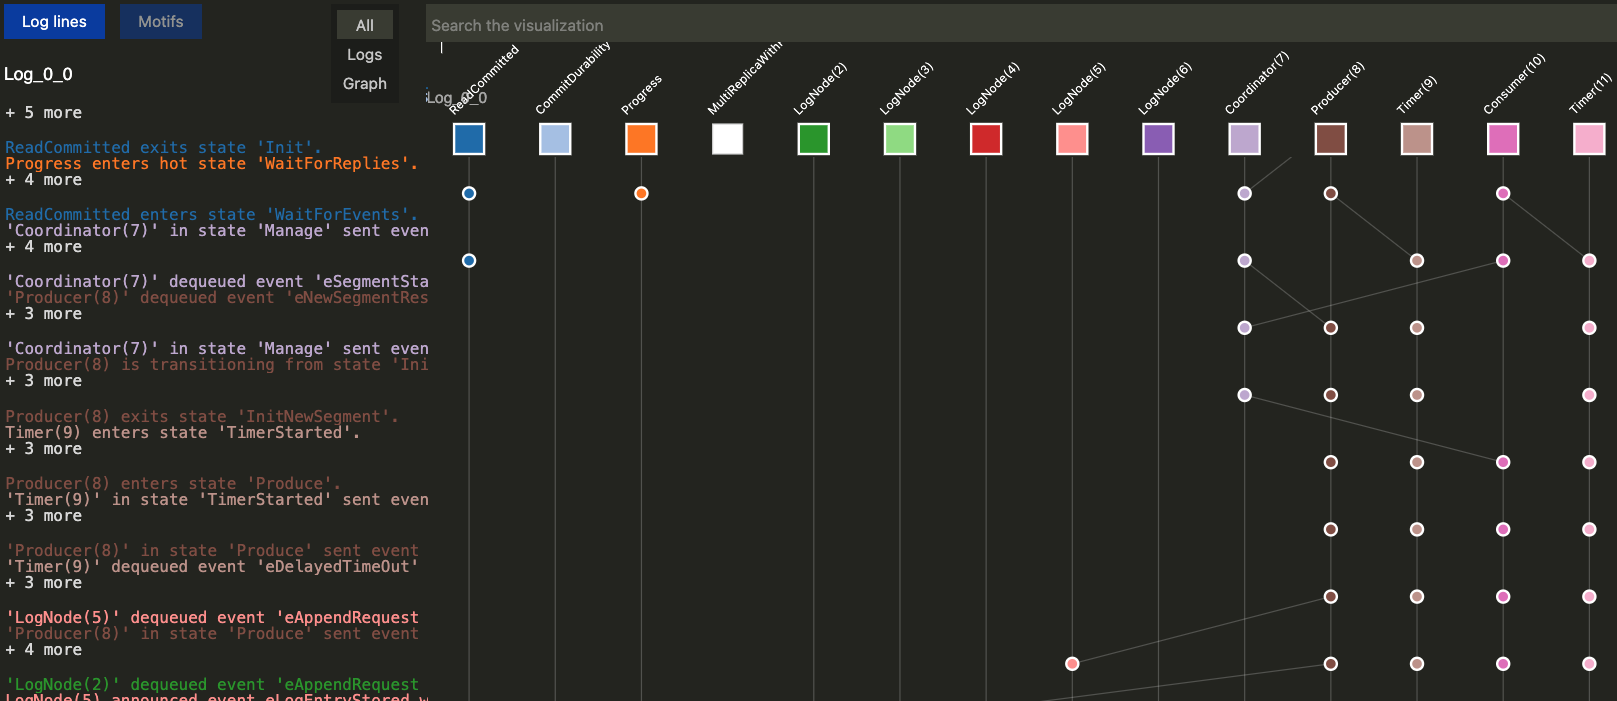 Log lines
Motifs
All
Logs
Graph
Search the visualization
Log_0_0
Log_0_0
ReadCommitted
CommitDurability
Progress
LogNode(2)
LogNode(3)
LogNode(4)
LogNode(5)
LogNode(6)
Coordinator(7)
Producer(8)
Timer(9)
Consumer(10)
Timer(11)
+ 5 more
ReadCommitted exits state 'Init'.
Progress enters hot state 'WaitForReplies'.
+ 4 more
ReadCommitted enters state 'WaitForEvents'.
'Coordinator(7)' in state 'Manage' sent even
+ 4 more
'Coordinator(7)' dequeued event 'eSegmentSta
'Producer(8)' dequeued event 'eNewSegmentRes
+ 3 more
'Coordinator(7)' in state 'Manage' sent even
Producer(8) is transitioning from state 'Ini
+ 3 more
Producer(8) exits state 'InitNewSegment'.
Timer(9) enters state 'TimerStarted'.
+ 3 more
Producer(8) enters state 'Produce'.
'Timer(9)' in state 'TimerStarted' sent even
+ 3 more
'Producer(8)' in state 'Produce' sent event
'Timer(9)' dequeued event 'eDelayedTimeOut'
+ 3 more
'LogNode(5)' dequeued event 'eAppendRequest
'Producer(8)' in state 'Produce' sent event
+ 4 more
'LogNode(2)' dequeued event 'eAppendRequest
LogNode(5) announced event eLogEntryStored w